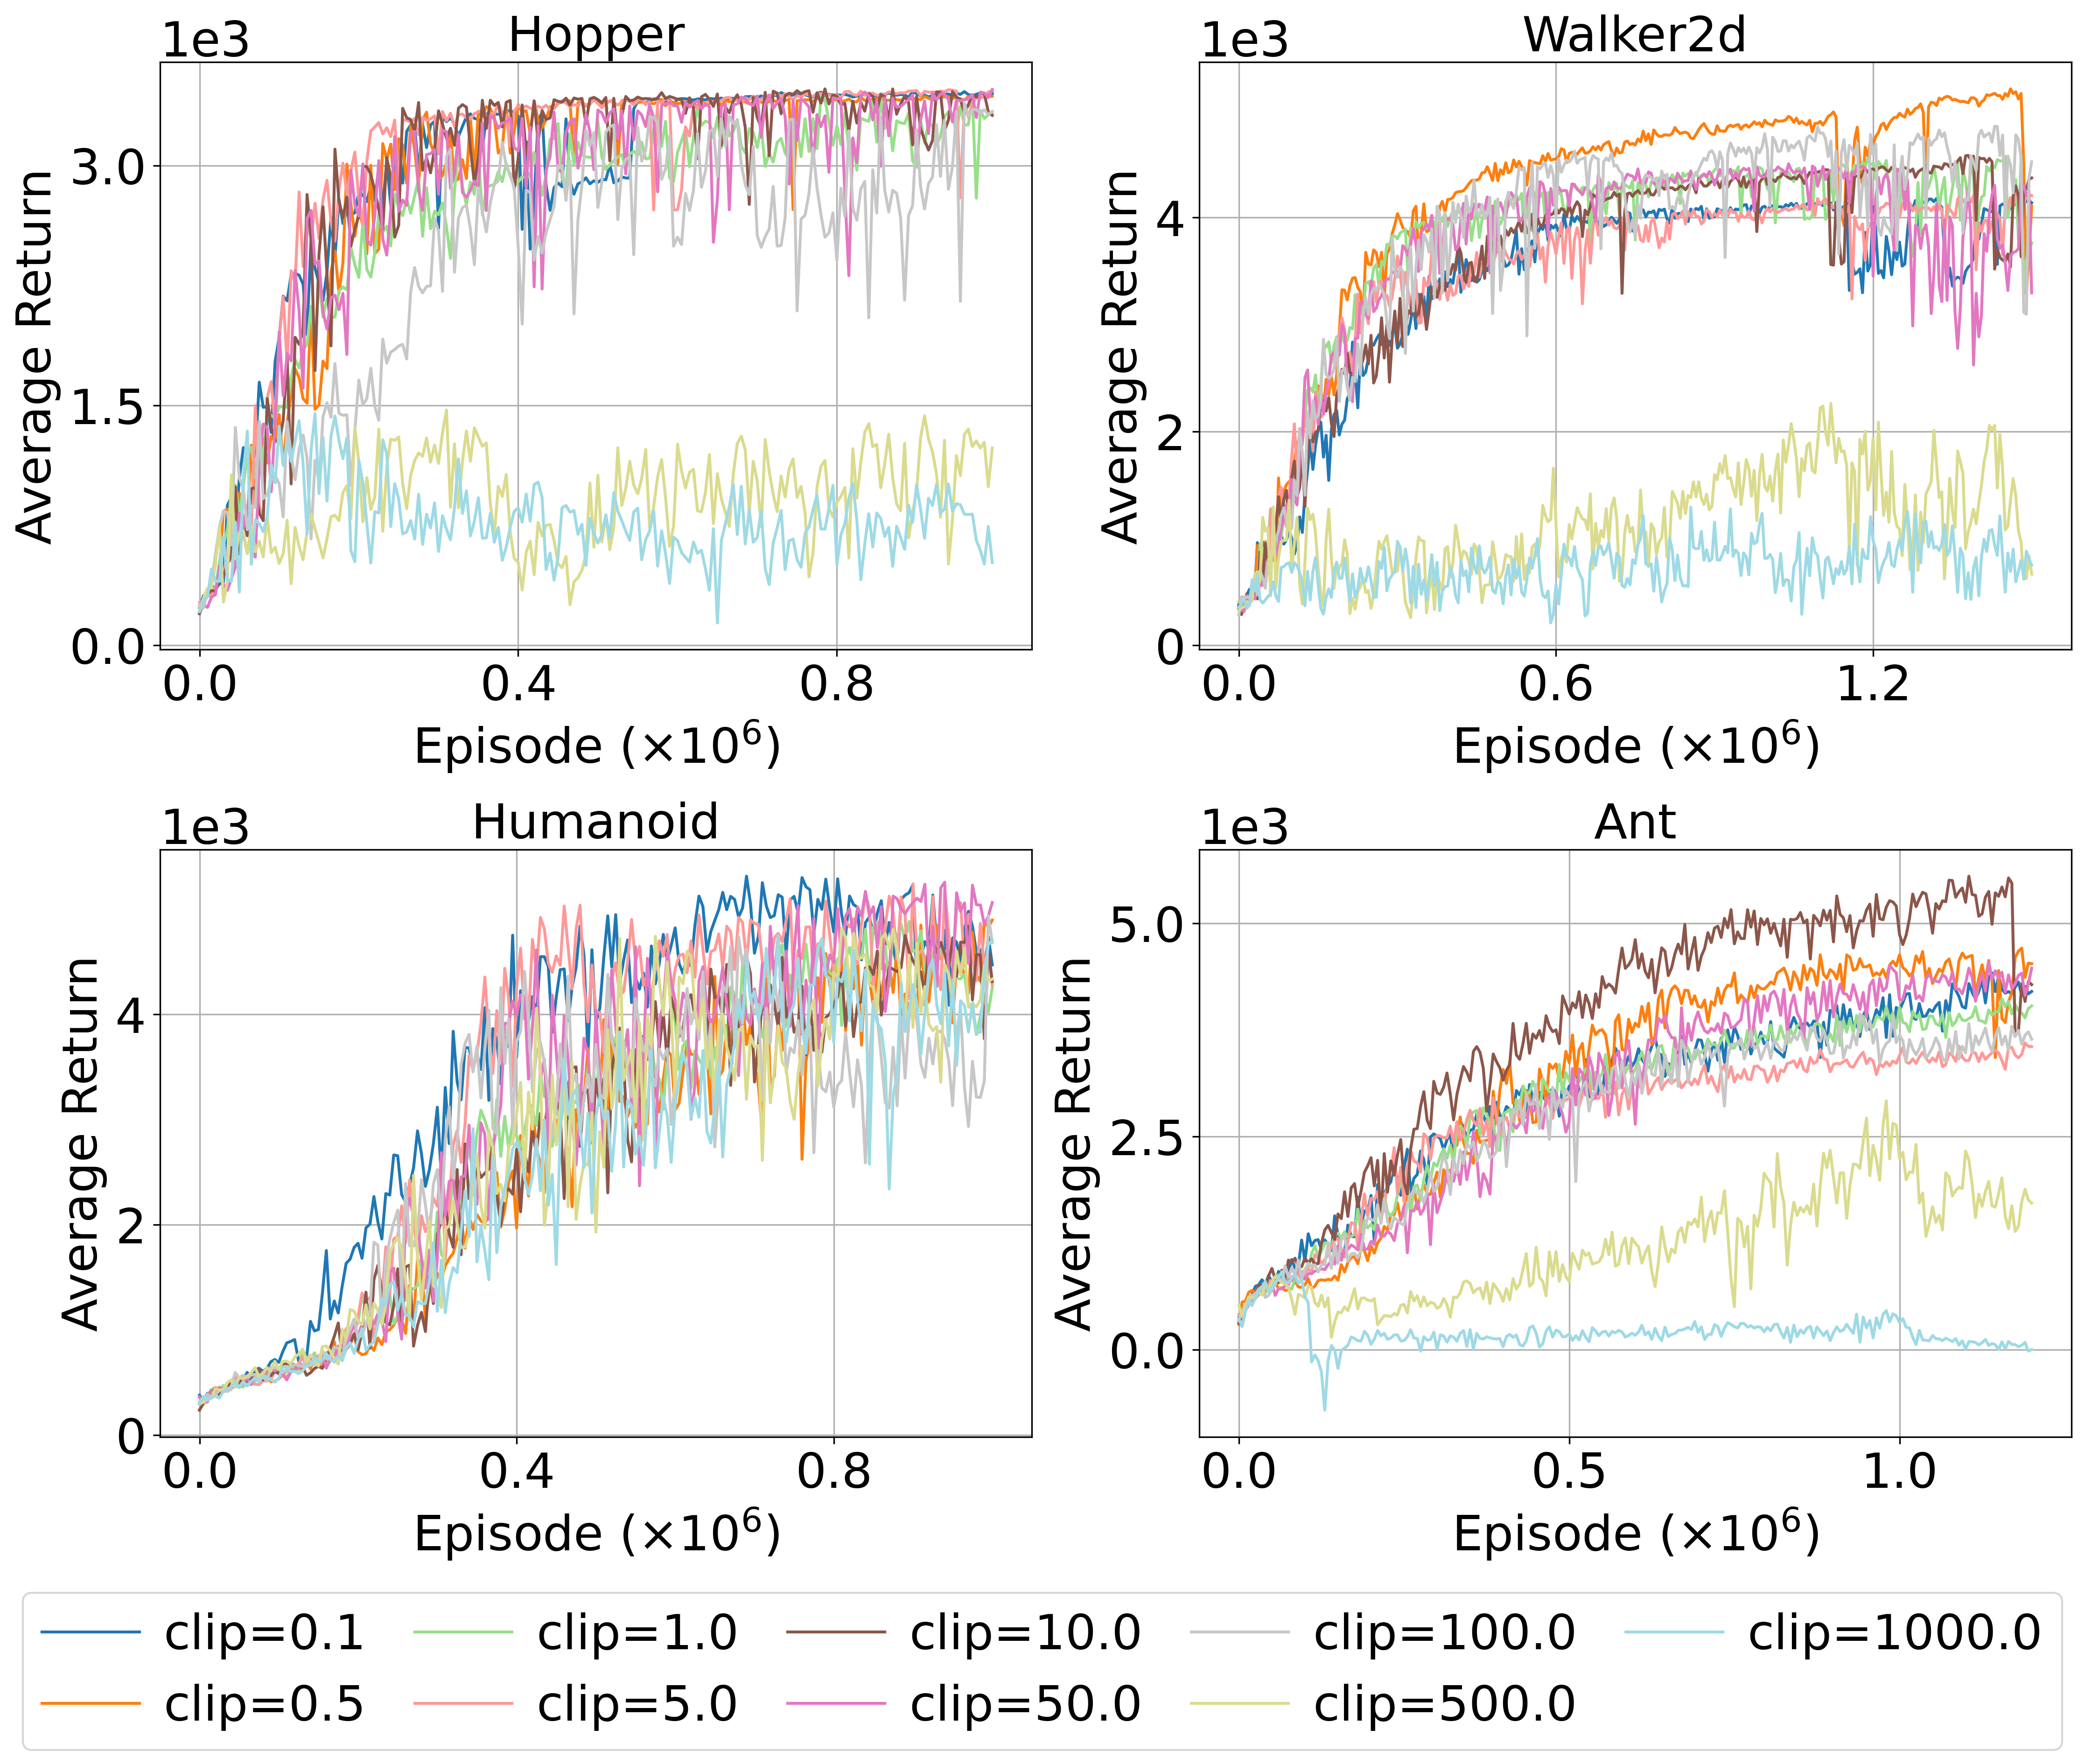 1e3
Hopper
Average Return
3.0
1.5
0.0
0.0 0.4 0.8
Episode (×10⁶)
1e3
Walker2d
Average Return
4
2
0
0.0 0.6 1.2
Episode (×10⁶)
1e3
Humanoid
Average Return
4
2
0
0.0 0.4 0.8
Episode (×10⁶)
1e3
Ant
Average Return
5.0
2.5
0.0
0.0 0.5 1.0
Episode (×10⁶)
clip=0.1 clip=1.0 clip=10.0 clip=100.0 clip=1000.0
clip=0.5 clip=5.0 clip=50.0 clip=500.0